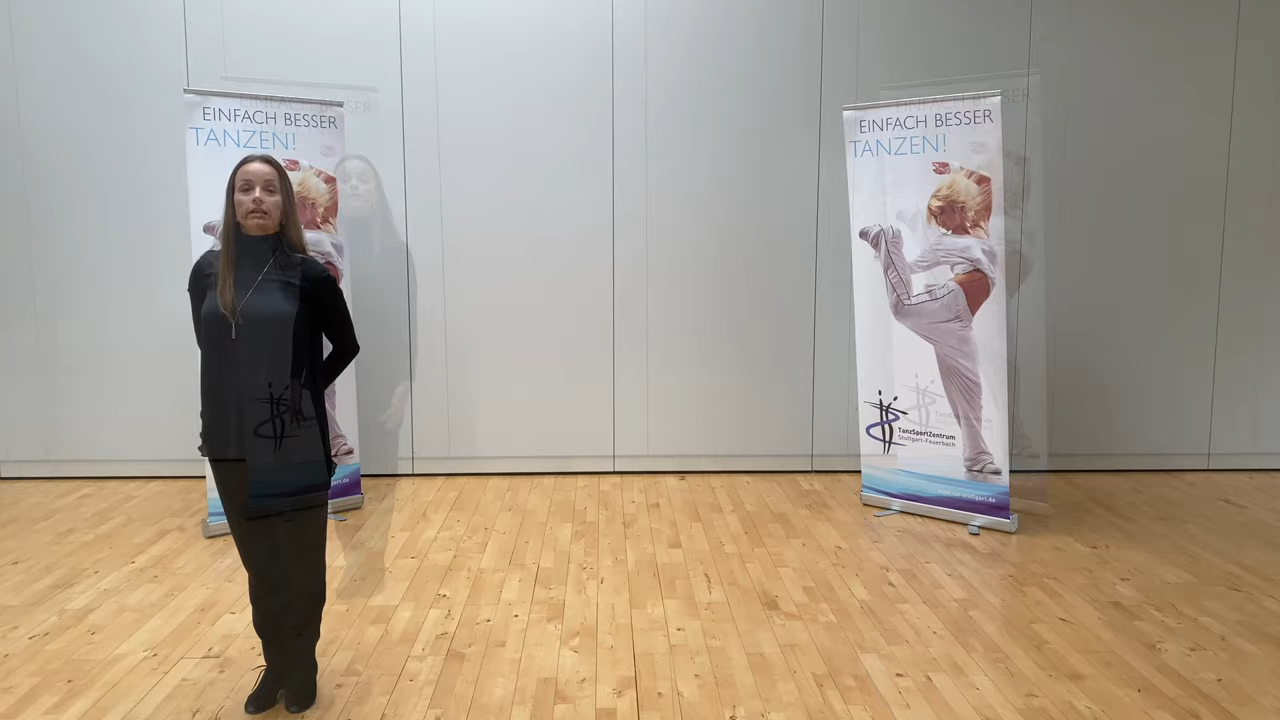 EINFACH BESSER
TANZEN!
EINFACH BESSER
TANZEN!
TanzSportZentrum
Stuttgart-Feuerbach